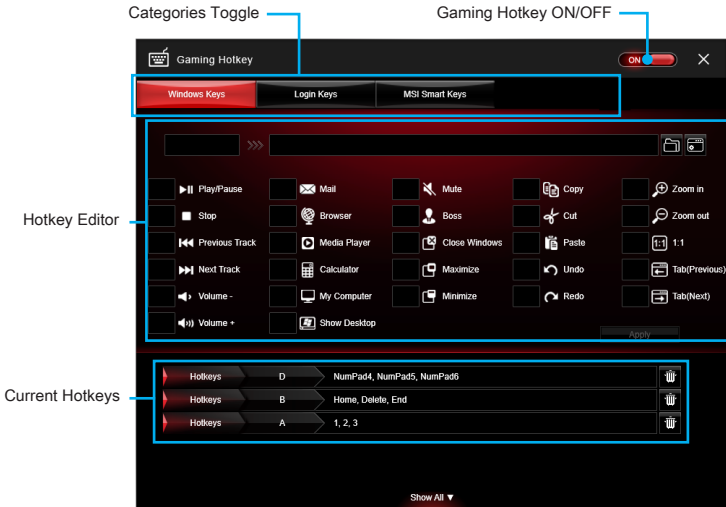 Categories Toggle
Gaming Hotkey ON/OFF
Gaming Hotkey
ON
Windows Keys Login Keys MSI Smart Keys
Play/Pause Mail Mute Copy Zoom in
Stop Browser Boss Cut Zoom out
Hotkey Editor
Previous Track Media Player Close Windows Paste 1:1 1:1
Next Track Calculator Maximize Undo Tab(Previous)
Volume - My Computer Minimize Redo Tab(Next)
Volume + Show Desktop
Apply
Hotkeys D NumPad4, NumPad5, NumPad6
Current Hotkeys
Hotkeys B Home, Delete, End
Hotkeys A 1, 2, 3
Show All ▼